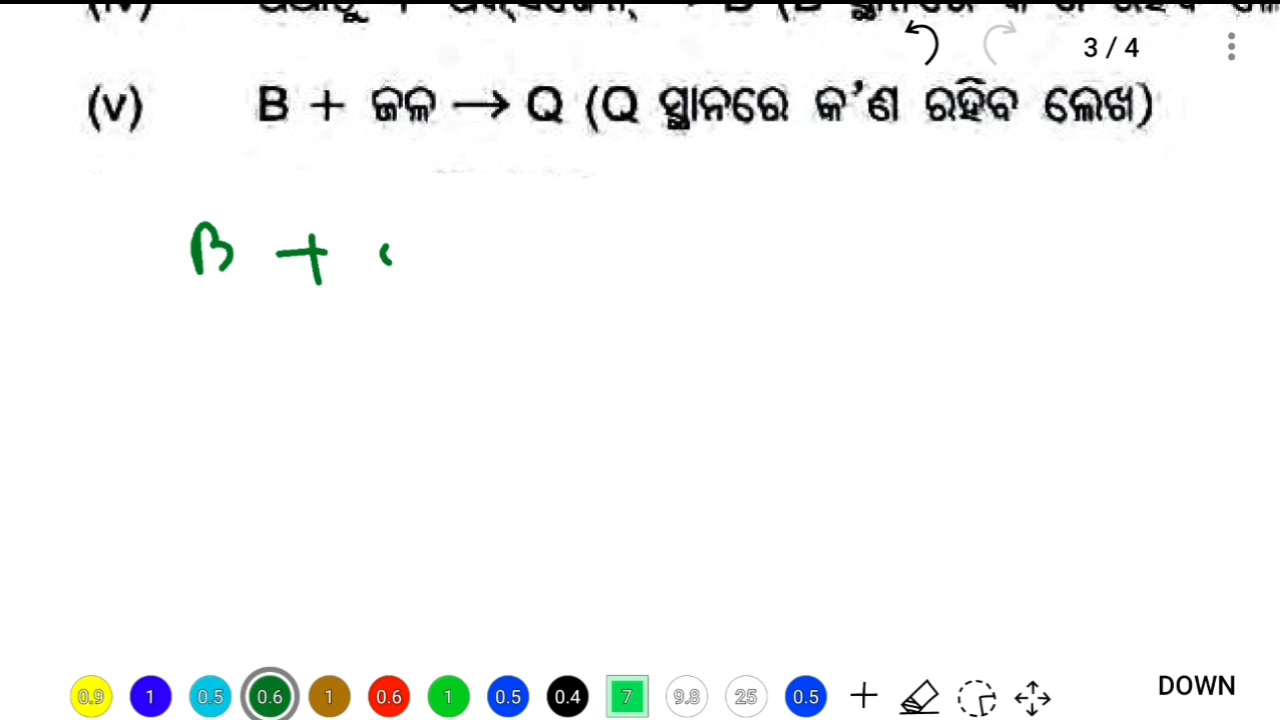 3 / 4
(v) B + ଜଳ → Q (Q ସ୍ଥାନରେ କ'ଣ ରହିବ ଲେଖ)
B +
0.9 1 0.5 0.6 1 0.6 1 0.5 0.4 7 9.8 25 0.5 DOWN